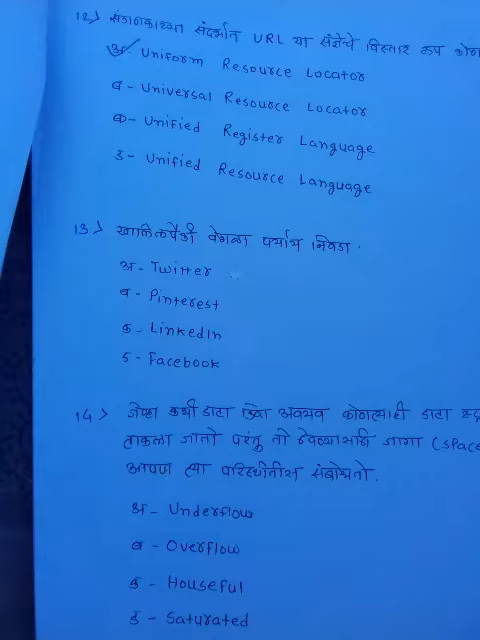 12) संगणकाच्या संदर्भात URL या संज्ञेचे विस्तार रूप
अ- Uniform Resource Locator
ब- Universal Resource Locator
क- Unified Register Language
ड- Unified Resource Language
13) खालिलपैकी वेगळा पर्याय निवडा.
अ- Twitter
ब- Pinterest
क- LinkedIn
ड- Facebook
14) जेव्हा कधी डाटा किंवा अवयव कोणत्याही डाटा
टाकला जातो परंतु तो ठेवण्यासाठी जागा (space
आपण त्या परिस्थीतीस संबोधतो.
अ- Underflow
ब- Overflow
क- Houseful
ड- Saturated